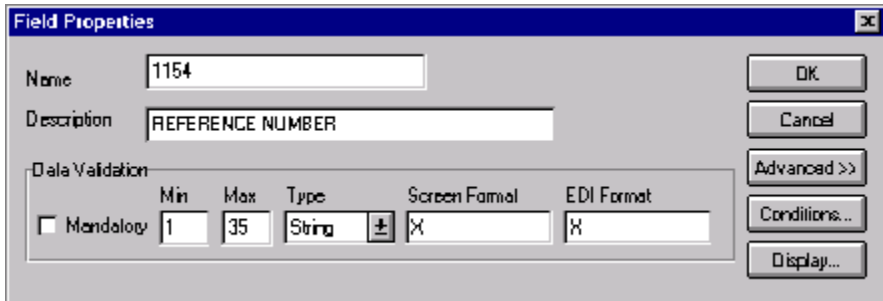 Field Properties
Name 1154
OK
Description REFERENCE NUMBER
Cancel
Data Validation
Advanced >>
Min Max Type Screen Format EDI Format
Mandatory 1 35 String X X
Conditions...
Display...